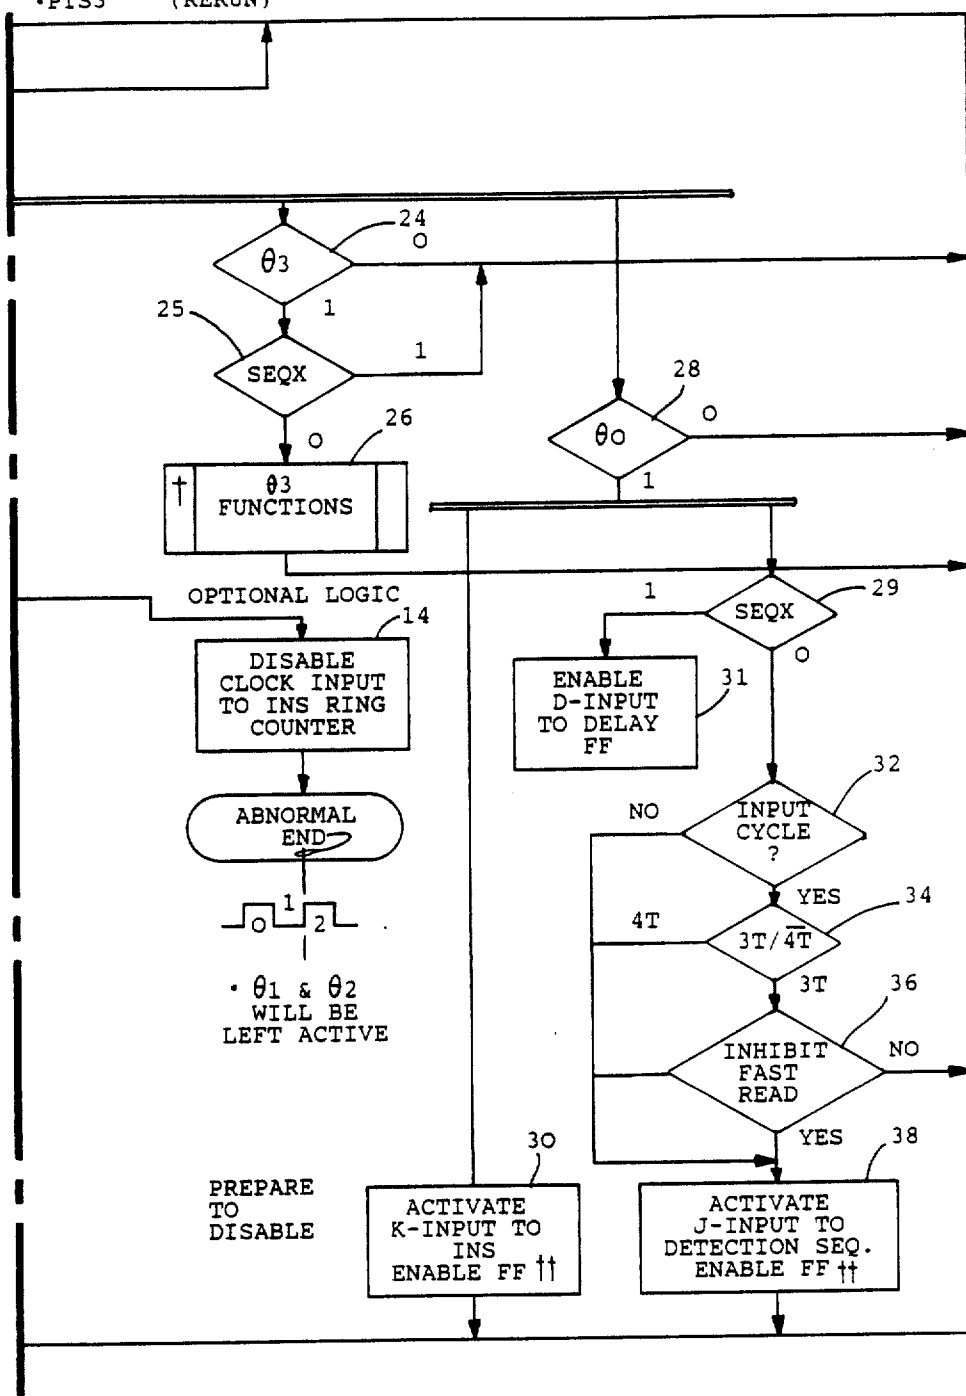 •PTS3 (RERUN)
24
0
θ3
1
25
SEQX
1
0
26
†
θ3
FUNCTIONS
28
θ0
0
1
OPTIONAL LOGIC
14
DISABLE
CLOCK INPUT
TO INS RING
COUNTER
1
SEQX
29
0
ENABLE
D-INPUT
TO DELAY
FF
31
ABNORMAL
END
0 1 2
• θ1 & θ2
WILL BE
LEFT ACTIVE
32
NO
INPUT
CYCLE
?
YES
34
4T
3T/4̅T̅
3T
36
INHIBIT
FAST
READ
NO
YES
PREPARE
TO
DISABLE
30
ACTIVATE
K-INPUT TO
INS
ENABLE FF ††
38
ACTIVATE
J-INPUT TO
DETECTION SEQ.
ENABLE FF ††